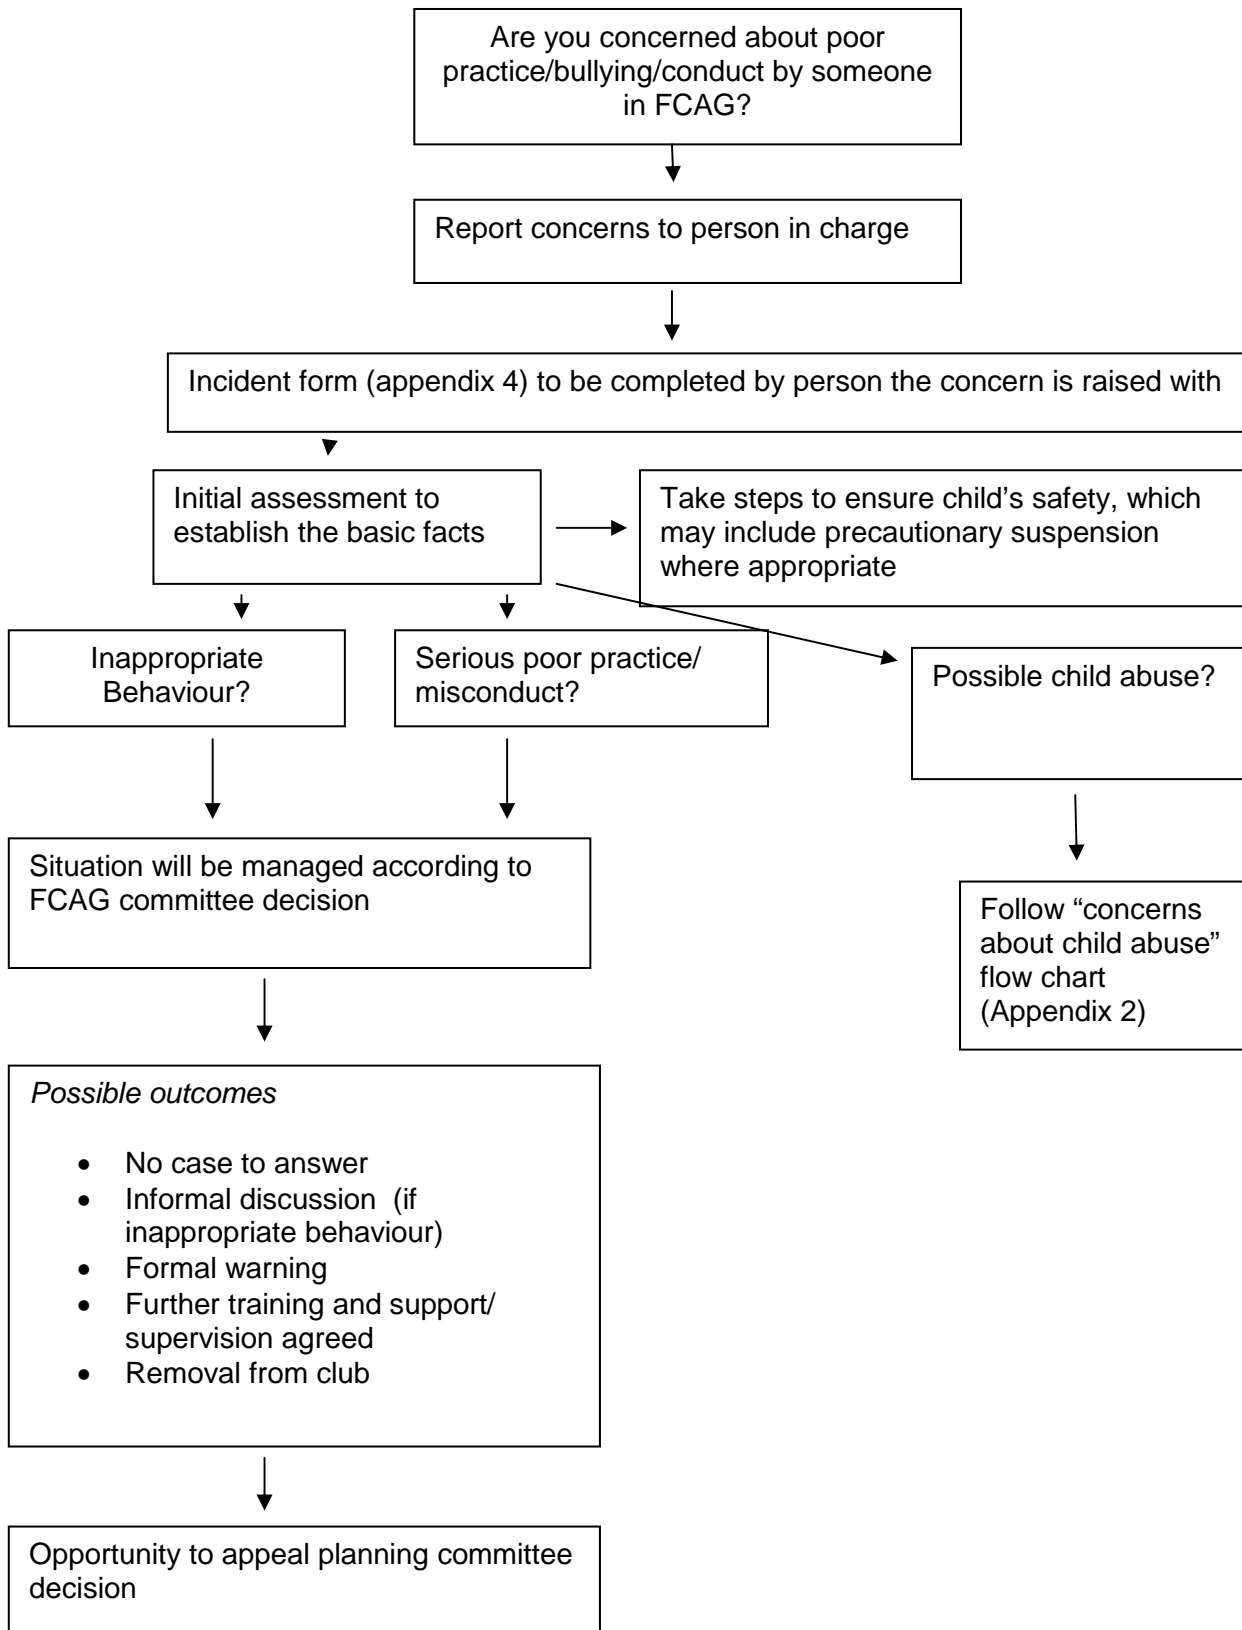 Are you concerned about poor
practice/bullying/conduct by someone
in FCAG?
Report concerns to person in charge
Incident form (appendix 4) to be completed by person the concern is raised with
Initial assessment to
establish the basic facts
Take steps to ensure child’s safety, which
may include precautionary suspension
where appropriate
Inappropriate
Behaviour?
Serious poor practice/
misconduct?
Possible child abuse?
Situation will be managed according to
FCAG committee decision
Follow “concerns
about child abuse”
flow chart
(Appendix 2)
Possible outcomes
• No case to answer
• Informal discussion (if
inappropriate behaviour)
• Formal warning
• Further training and support/
supervision agreed
• Removal from club
Opportunity to appeal planning committee
decision